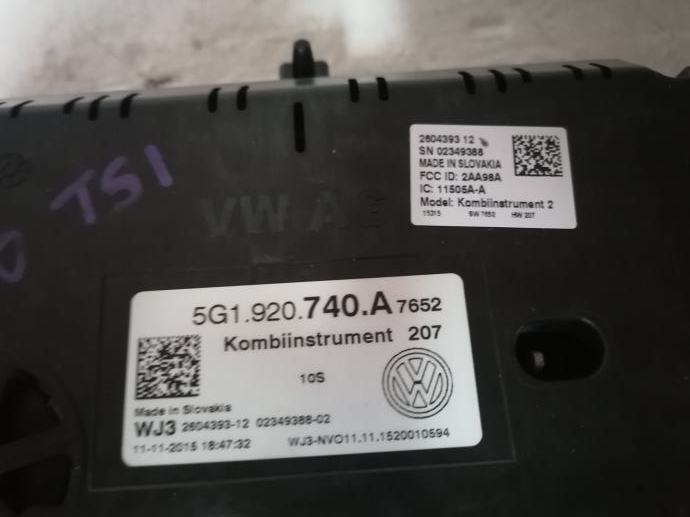 2604393 12
SN 02349388
MADE IN SLOVAKIA
FCC ID: 2AA98A
IC: 11505A-A
Model: Kombiinstrument 2
15315 SW 7652 HW 207
TSI
VW AG
5G1.920.740.A 7652
Kombiinstrument 207
10S
Made in Slovakia
WJ3 2604393-12 02349388-02
11-11-2015 18:47:32 WJ3-NVO11.11.1520010594